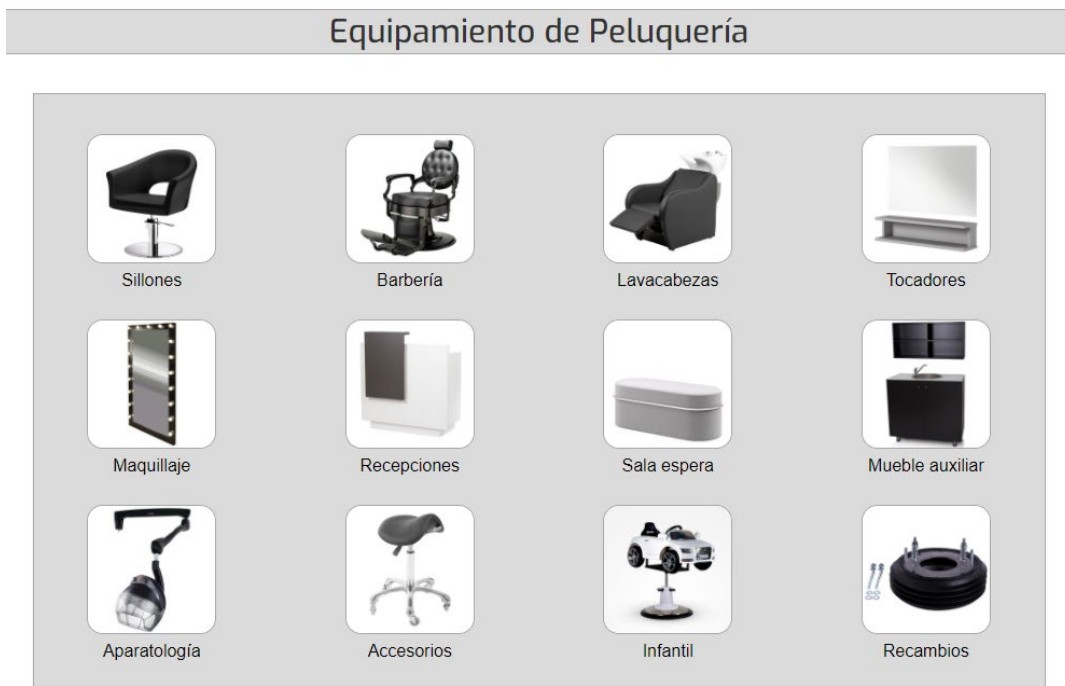 Equipamiento de Peluquería
Sillones
Barbería
Lavacabezas
Tocadores
Maquillaje
Recepciones
Sala espera
Mueble auxiliar
Aparatología
Accesorios
Infantil
Recambios